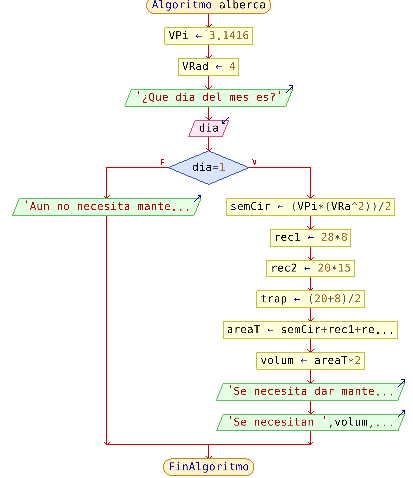 Algoritmo alberca
VPi ← 3.1416
VRad ← 4
'¿Que dia del mes es?'
dia
F
dia=1
V
'Aun no necesita mante...
semCir ← (VPi*(VRa^2))/2
rec1 ← 28*8
rec2 ← 20*15
trap ← (20+8)/2
areaT ← semCir+rec1+re...
volum ← areaT*2
'Se necesita dar mante...
'Se necesitan ',volum,...
FinAlgoritmo